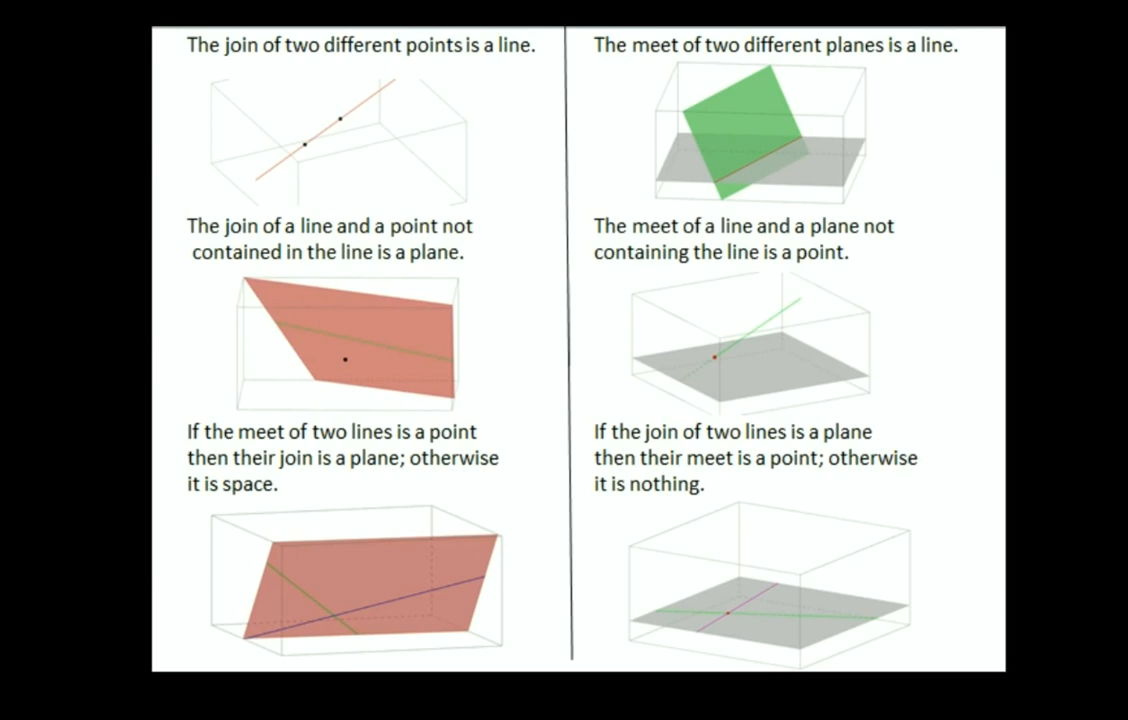 The join of two different points is a line.
The join of a line and a point not
contained in the line is a plane.
If the meet of two lines is a point
then their join is a plane; otherwise
it is space.
The meet of two different planes is a line.
The meet of a line and a plane not
containing the line is a point.
If the join of two lines is a plane
then their meet is a point; otherwise
it is nothing.